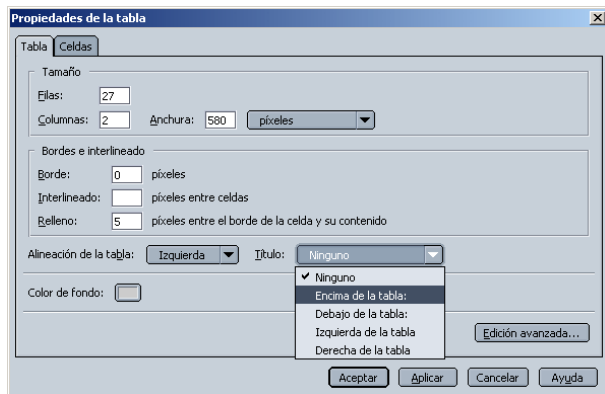 Propiedades de la tabla
Tabla Celdas
Tamaño
Filas: 27
Columnas: 2 Anchura: 580 píxeles
Bordes e interlineado
Borde: 0 píxeles
Interlineado: píxeles entre celdas
Relleno: 5 píxeles entre el borde de la celda y su contenido
Alineación de la tabla: Izquierda Título: Ninguno
Ninguno
Encima de la tabla:
Debajo de la tabla:
Izquierda de la tabla
Derecha de la tabla
Color de fondo:
Edición avanzada...
Aceptar Aplicar Cancelar Ayuda